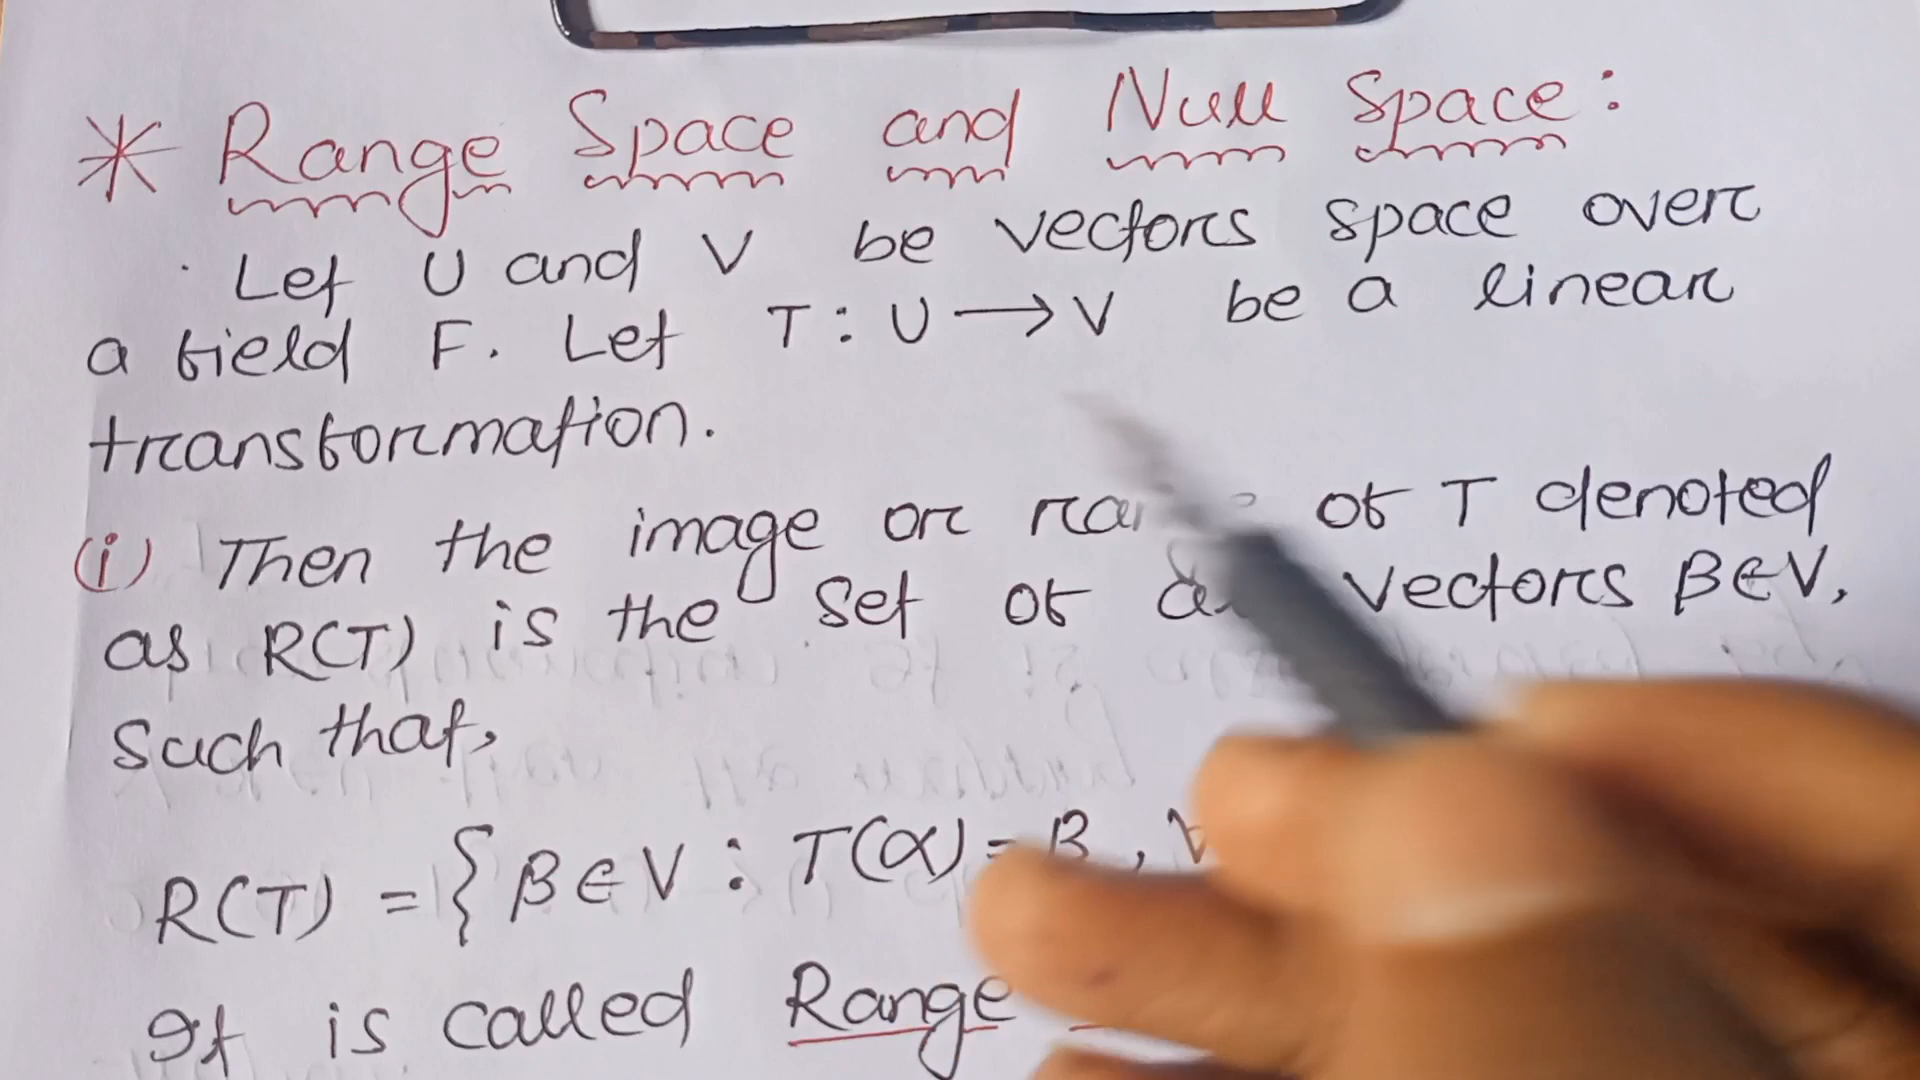 * Range Space and Null Space:
Let U and V be vectors space over
a field F. Let T : U → V be a linear
transformation.
(i) Then the image or of T denoted
as R(T) is the set of vectors β∈V,
such that,
R(T) = { β∈V : T(α) = β ,
It is called Range